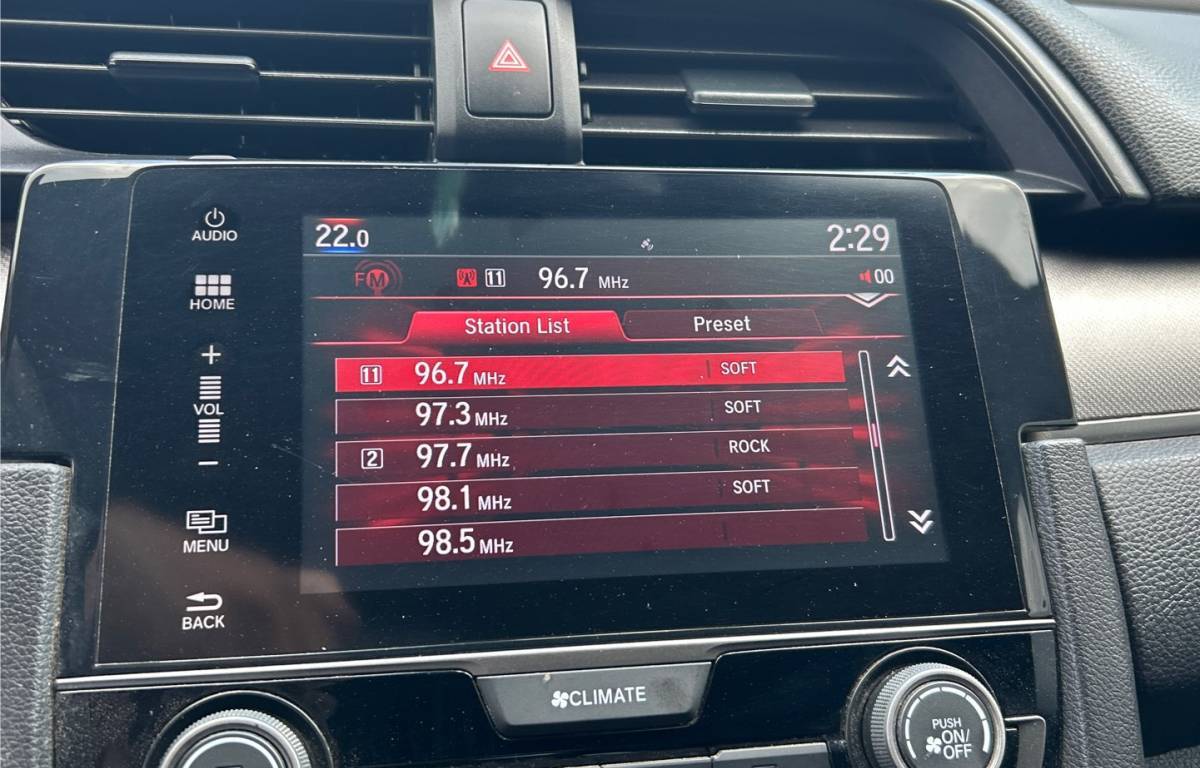 AUDIO
HOME
+
VOL
−
MENU
BACK
22.0
2:29
FM 11 96.7 MHz 00
Station List Preset
11 96.7 MHz SOFT
97.3 MHz SOFT
2 97.7 MHz ROCK
98.1 MHz SOFT
98.5 MHz
CLIMATE
PUSH
ON/
OFF